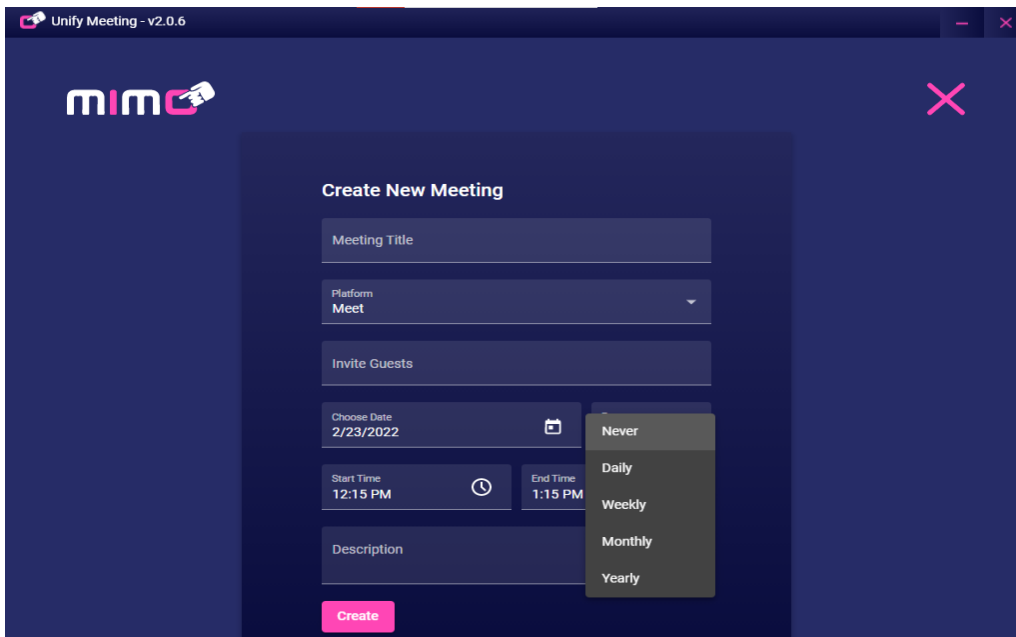 Unify Meeting - v2.0.6
mimo
Create New Meeting
Meeting Title
Platform
Meet
Invite Guests
Choose Date
2/23/2022
Never
Daily
Weekly
Monthly
Yearly
Start Time
12:15 PM
End Time
1:15 PM
Description
Create